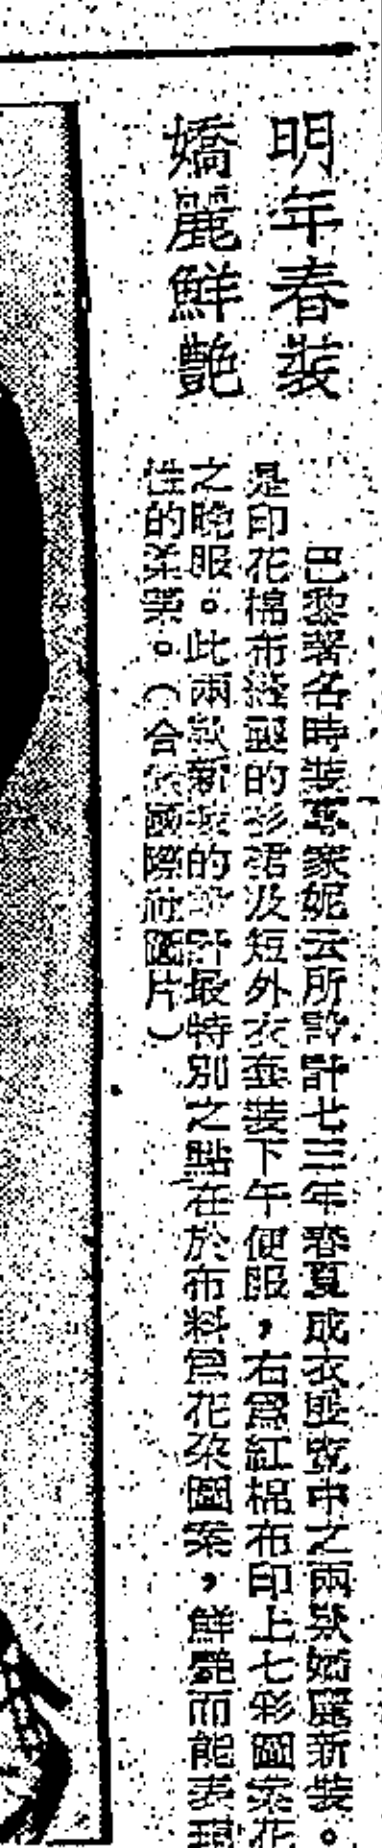 明年春裝
嬌麗鮮艷
巴黎著名時裝專家妮云所設計七三年春夏成衣展覽中之兩款嬌麗新裝。
是印花棉布縫製的衫裙及短外衣套裝下午便服，右為紅棉布印上七彩圖案花
之晚服。此兩款新裝的設計最特別之點在於布料為花朵圖案，鮮艷而能表現
性的柔美。（合衆國際社圖片）